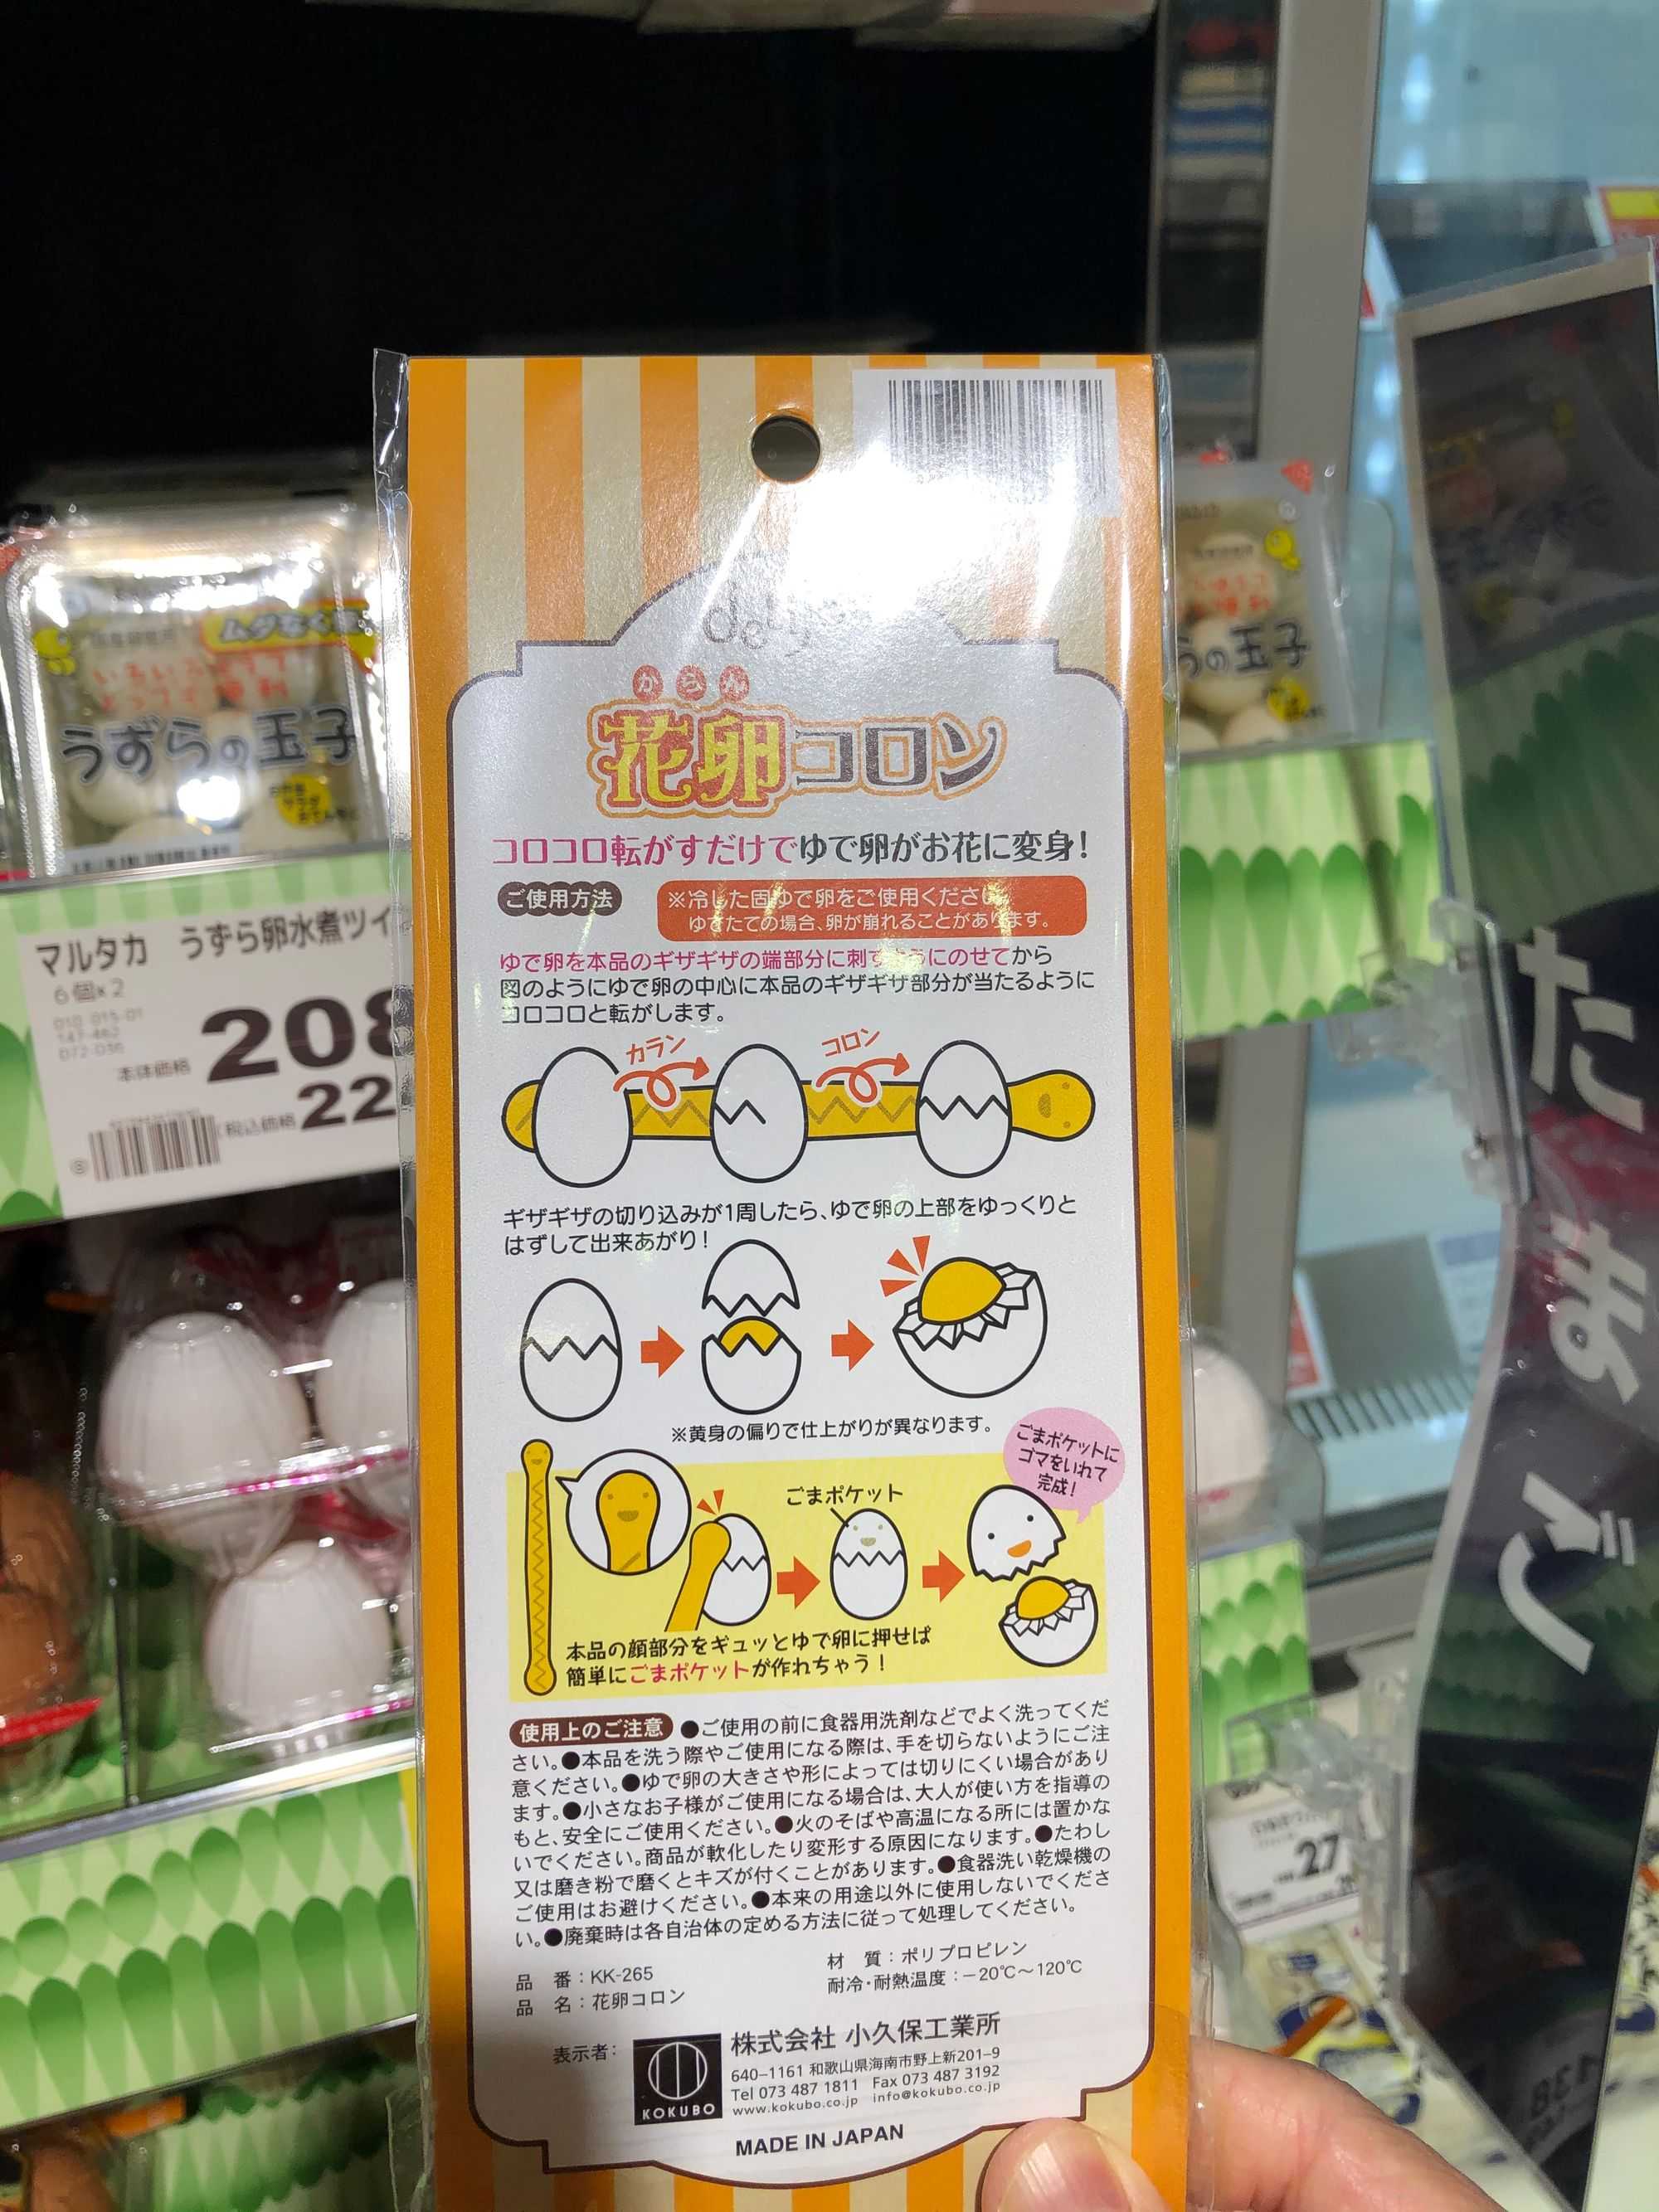 からん
花卵コロン
コロコロ転がすだけでゆで卵がお花に変身!
ご使用方法
※冷した固ゆで卵をご使用ください。
ゆでたての場合、卵が崩れることがあります。
ゆで卵を本品のギザギザの端部分に刺すようにのせてから
図のようにゆで卵の中心に本品のギザギザ部分が当たるように
コロコロと転がします。
カラン
コロン
ギザギザの切り込みが1周したら、ゆで卵の上部をゆっくりと
はずして出来あがり!
※黄身の偏りで仕上がりが異なります。
ごまポケットに
ゴマをいれて
完成!
ごまポケット
本品の顔部分をギュッとゆで卵に押せば
簡単にごまポケットが作れちゃう!
使用上のご注意 ●ご使用の前に食器用洗剤などでよく洗ってくだ
さい。●本品を洗う際やご使用になる際は、手を切らないようにご注
意ください。●ゆで卵の大きさや形によっては切りにくい場合があり
ます。●小さなお子様がご使用になる場合は、大人が使い方を指導の
もと、安全にご使用ください。●火のそばや高温になる所には置かな
いでください。商品が軟化したり変形する原因になります。●たわし
又は磨き粉で磨くとキズが付くことがあります。●食器洗い乾燥機の
ご使用はお避けください。●本来の用途以外に使用しないでくださ
い。●廃棄時は各自治体の定める方法に従って処理してください。
品 番:KK-265
品 名:花卵コロン
材 質:ポリプロピレン
耐冷・耐熱温度:−20℃〜120℃
表示者:
KOKUBO
株式会社 小久保工業所
640–1161 和歌山県海南市野上新201–9
Tel 073 487 1811 Fax 073 487 3192
www.kokubo.co.jp info@kokubo.co.jp
MADE IN JAPAN
うずらの玉子
マルタカ うずら卵水煮ツイ
6個×2
本体価格 208
税込価格 22
うの玉子
27
たまご